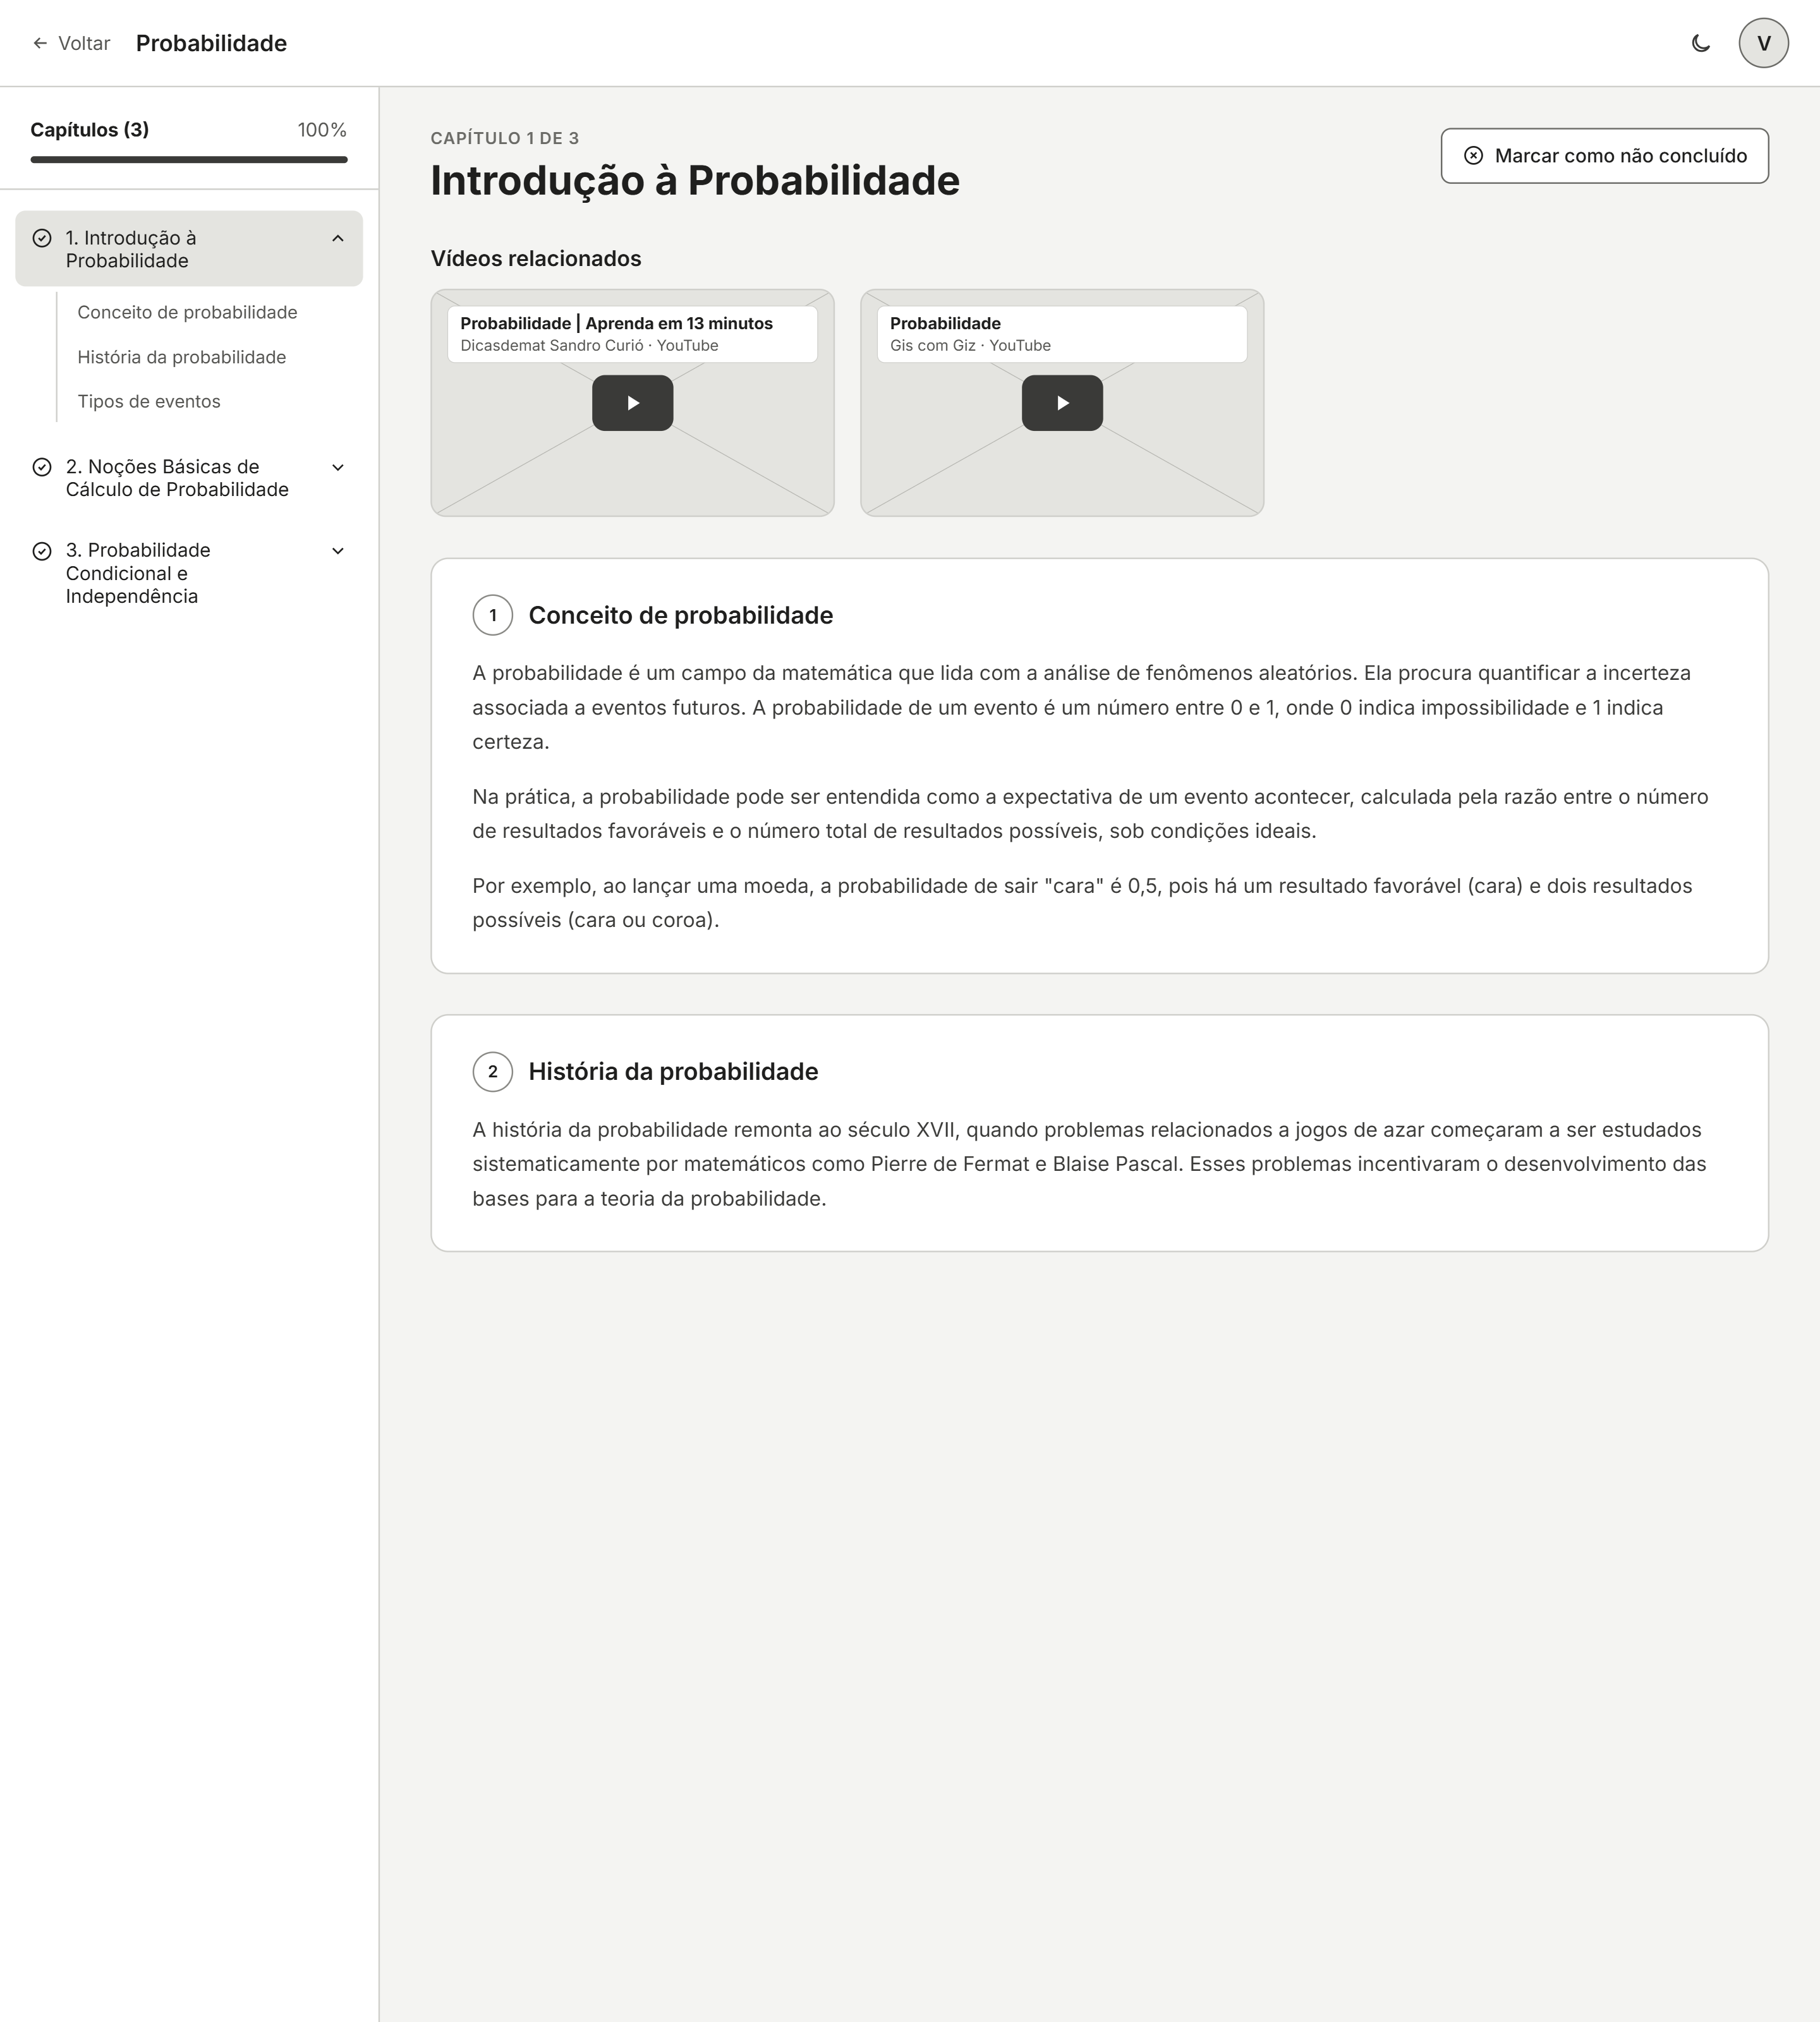 Voltar
Probabilidade
V
Capítulos (3)
100%
1. Introdução à
Probabilidade
Conceito de probabilidade
História da probabilidade
Tipos de eventos
2. Noções Básicas de
Cálculo de Probabilidade
3. Probabilidade
Condicional e
Independência
CAPÍTULO 1 DE 3
Introdução à Probabilidade
Marcar como não concluído
Vídeos relacionados
Probabilidade | Aprenda em 13 minutos
Dicasdemat Sandro Curió · YouTube
Probabilidade
Gis com Giz · YouTube
1
Conceito de probabilidade
A probabilidade é um campo da matemática que lida com a análise de fenômenos aleatórios. Ela procura quantificar a incerteza
associada a eventos futuros. A probabilidade de um evento é um número entre 0 e 1, onde 0 indica impossibilidade e 1 indica
certeza.
Na prática, a probabilidade pode ser entendida como a expectativa de um evento acontecer, calculada pela razão entre o número
de resultados favoráveis e o número total de resultados possíveis, sob condições ideais.
Por exemplo, ao lançar uma moeda, a probabilidade de sair "cara" é 0,5, pois há um resultado favorável (cara) e dois resultados
possíveis (cara ou coroa).
2
História da probabilidade
A história da probabilidade remonta ao século XVII, quando problemas relacionados a jogos de azar começaram a ser estudados
sistematicamente por matemáticos como Pierre de Fermat e Blaise Pascal. Esses problemas incentivaram o desenvolvimento das
bases para a teoria da probabilidade.